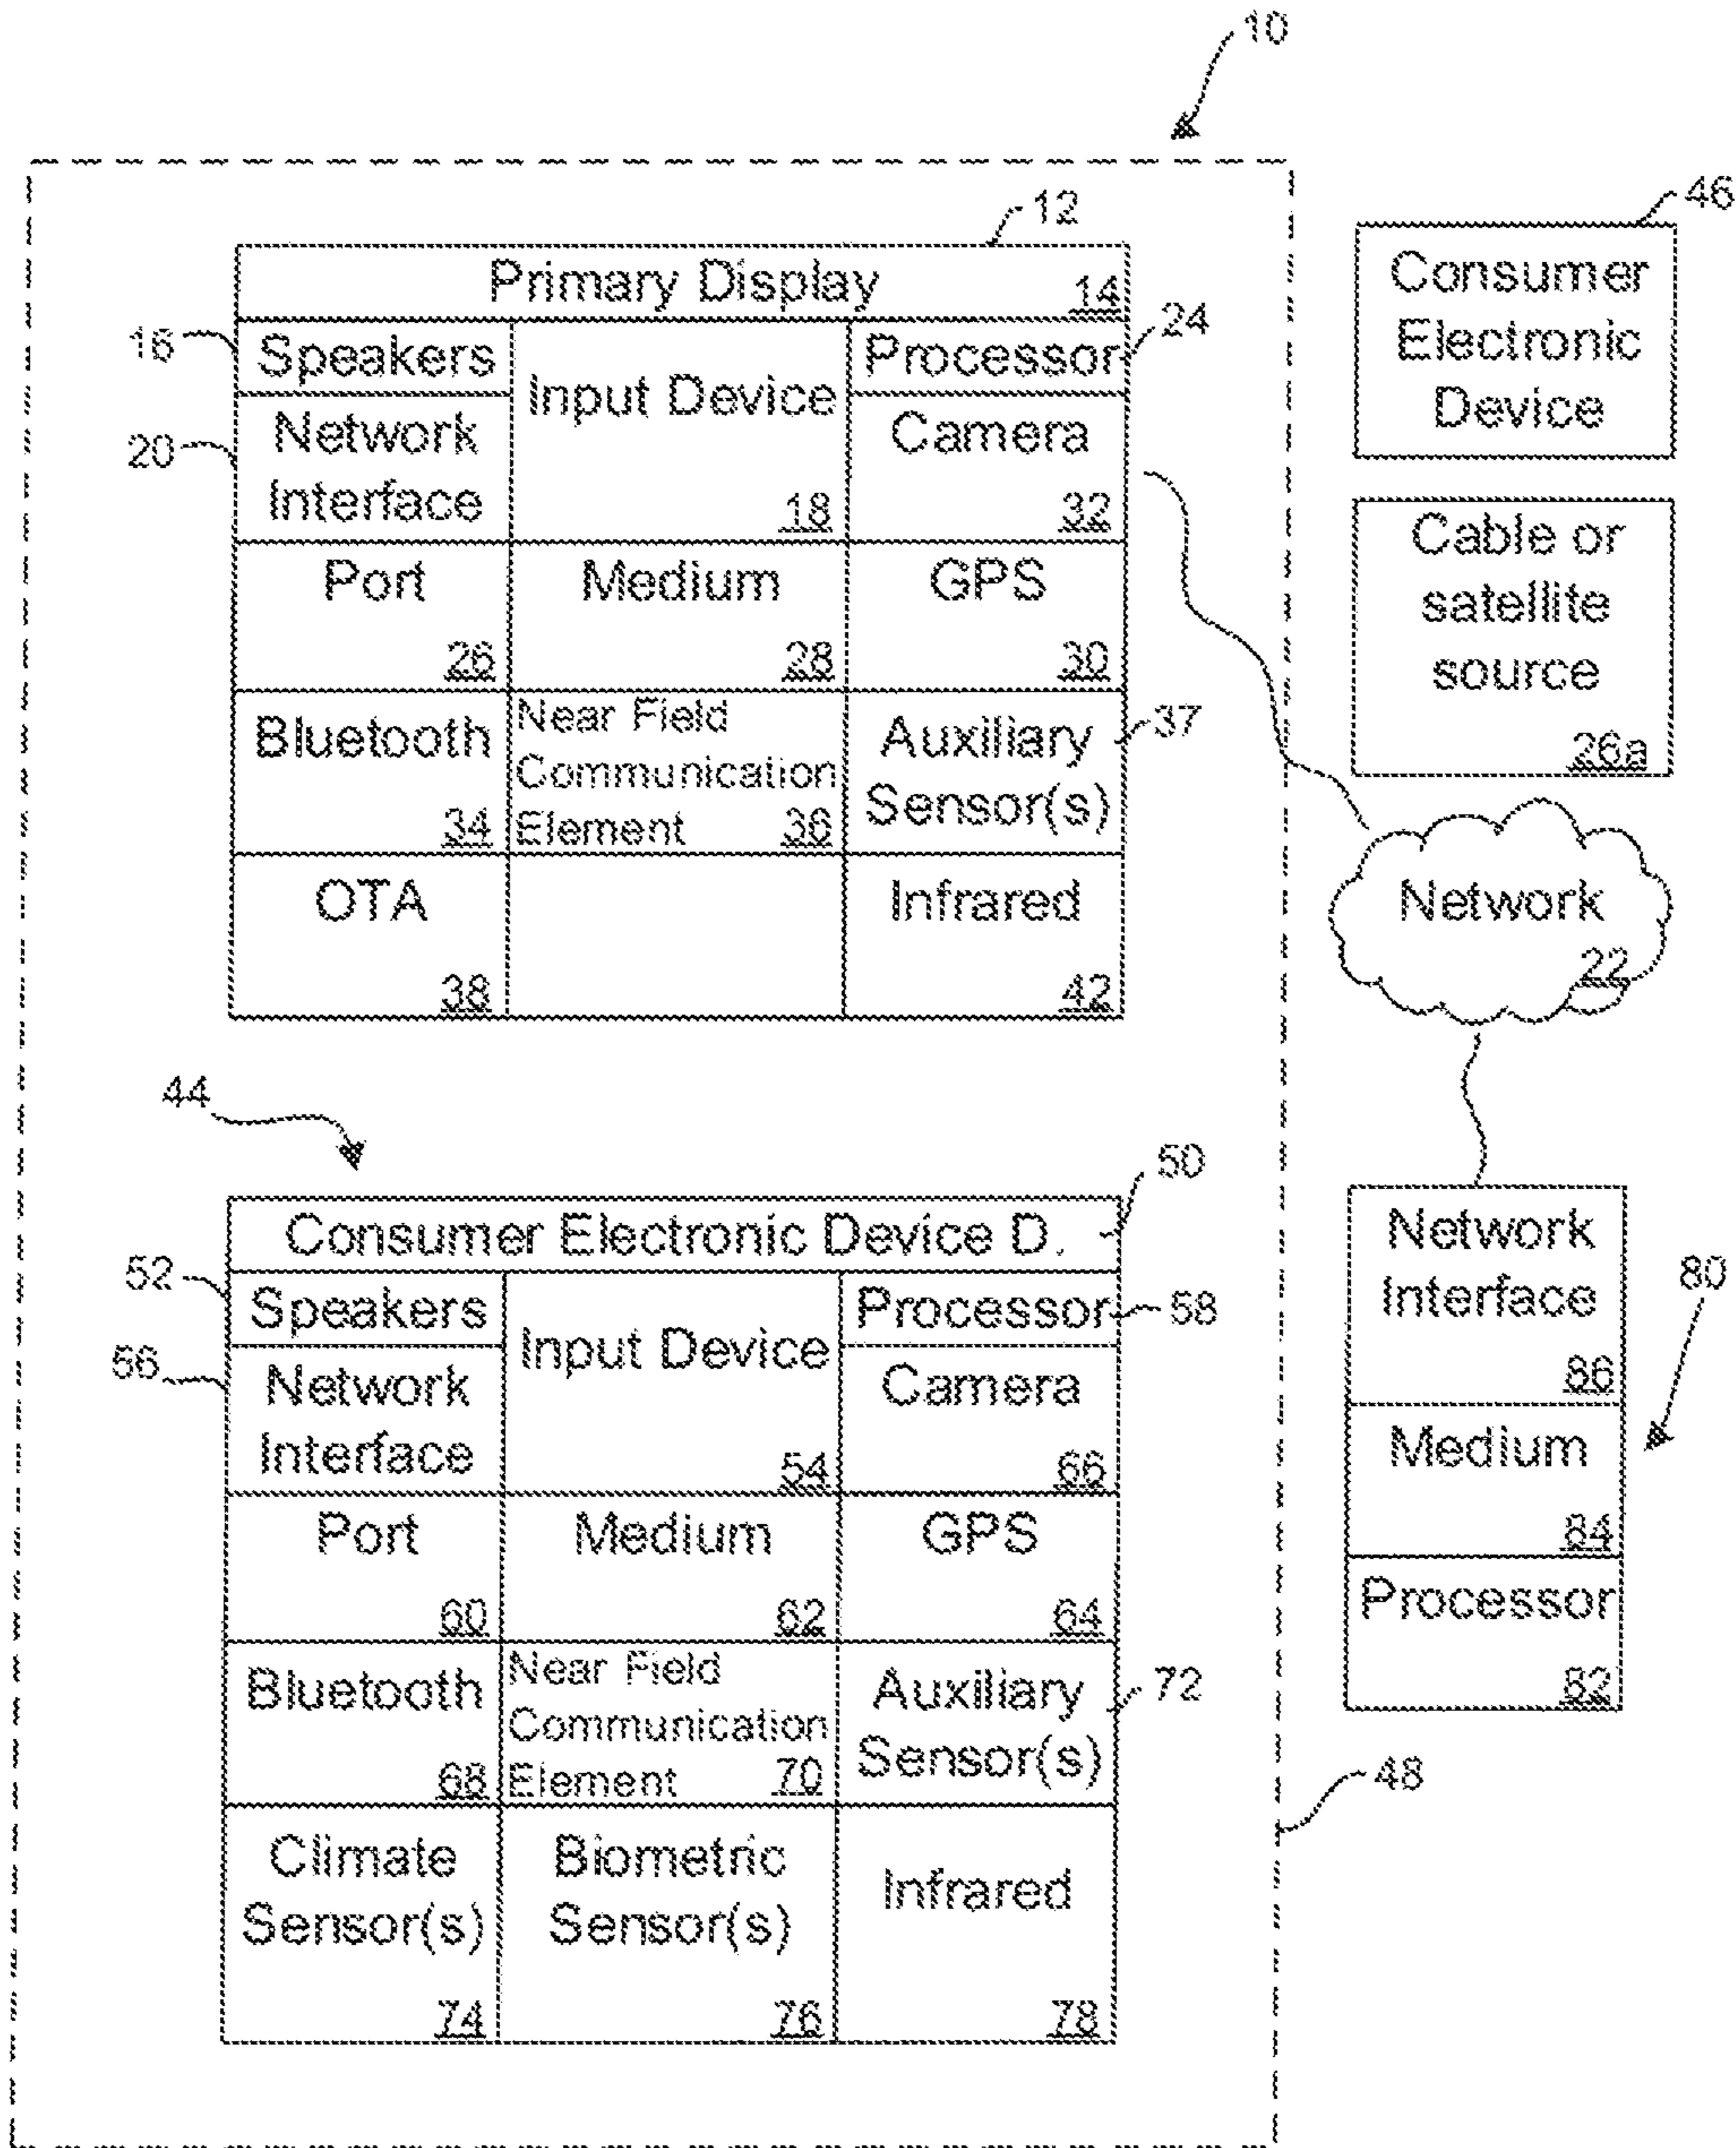 10
12
Primary Display 14
16
Speakers
Input Device
18
Processor
24
20
Network
Interface
Camera
32
Port
26
Medium
28
GPS
30
Bluetooth
34
Near Field
Communication
Element 36
Auxiliary
Sensor(s)
37
OTA
38
Infrared
42
46
Consumer
Electronic
Device
Cable or
satellite
source
26a
Network
22
44
50
Consumer Electronic Device D.
52
Speakers
Input Device
54
Processor
58
56
Network
Interface
Camera
66
Port
60
Medium
62
GPS
64
Bluetooth
68
Near Field
Communication
Element 70
Auxiliary
Sensor(s)
72
Climate
Sensor(s)
74
Biometric
Sensor(s)
76
Infrared
78
Network
Interface
86
80
Medium
84
Processor
82
48